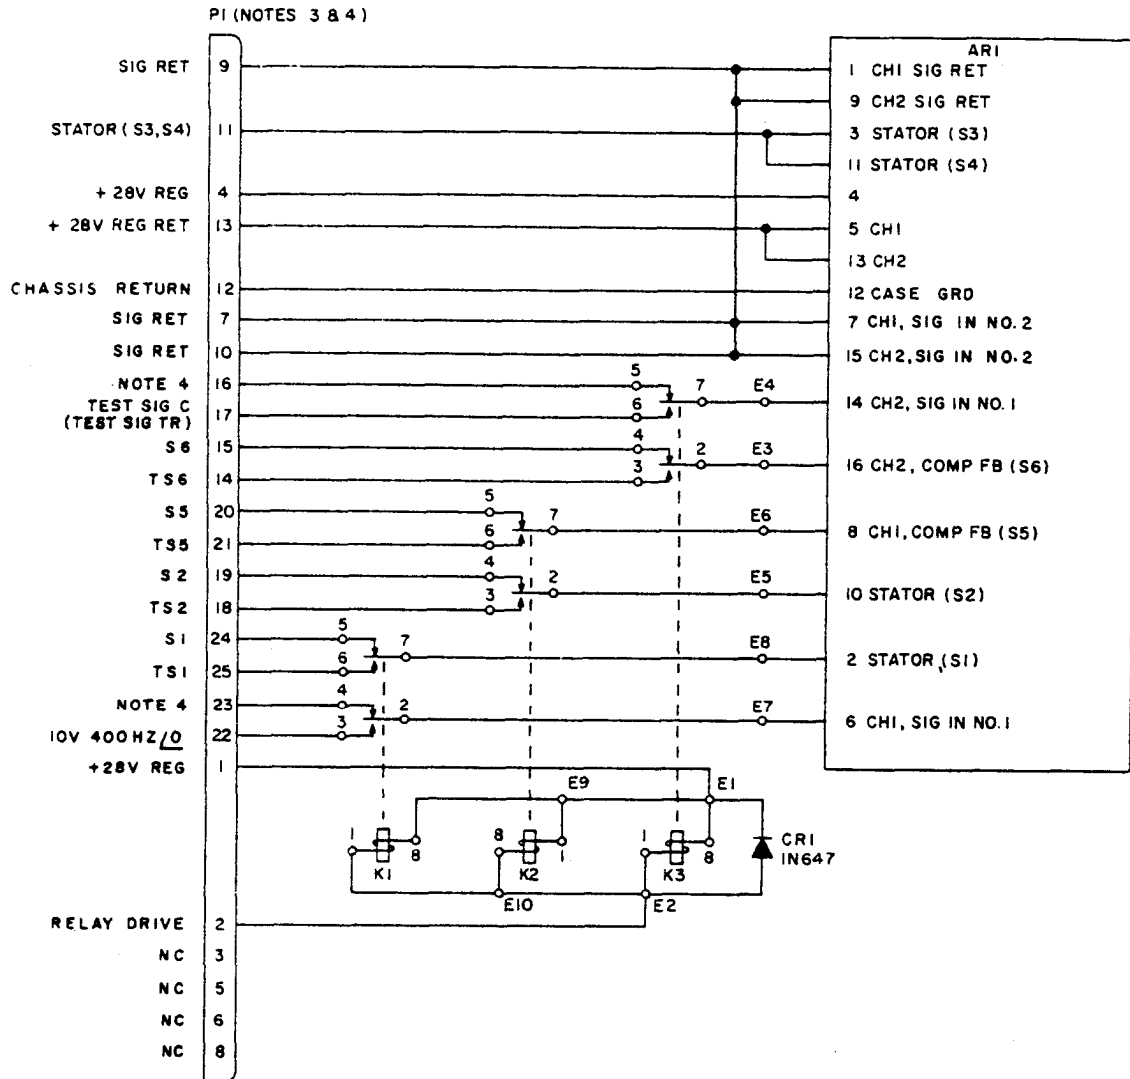 P1 (NOTES 3 & 4)
AR1
SIG RET 9 1 CH1 SIG RET
9 CH2 SIG RET
STATOR (S3,S4) 11 3 STATOR (S3)
11 STATOR (S4)
+ 28V REG 4 4
+ 28V REG RET 13 5 CH1
13 CH2
CHASSIS RETURN 12 12 CASE GRD
SIG RET 7 7 CH1, SIG IN NO. 2
SIG RET 10 15 CH2, SIG IN NO. 2
NOTE 4 16 5 7 E4 14 CH2, SIG IN NO. 1
TEST SIG C
(TEST SIG TR) 17 6
S6 15 4 2 E3 16 CH2, COMP FB (S6)
TS6 14 3
S5 20 5 7 E6 8 CH1, COMP FB (S5)
TS5 21 6
S2 19 4 2 E5 10 STATOR (S2)
TS2 18 3
S1 24 5 7 E8 2 STATOR (S1)
TS1 25 6
NOTE 4 23 4 2 E7 6 CH1, SIG IN NO. 1
10V 400HZ/0 22 3
+28V REG 1
E9 E1
1 8 K1 8 1 K2 1 8 K3 CR1
1N647
E10 E2
RELAY DRIVE 2
NC 3
NC 5
NC 6
NC 8